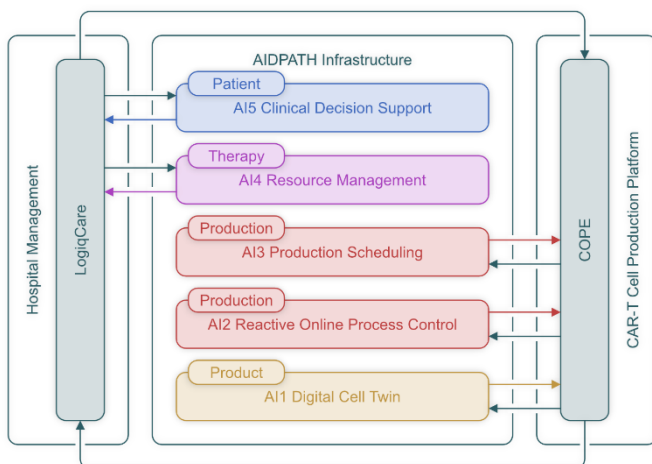 AIDPATH Infrastructure
Hospital Management
LogiqCare
Patient
AI5 Clinical Decision Support
Therapy
AI4 Resource Management
Production
AI3 Production Scheduling
Production
AI2 Reactive Online Process Control
Product
AI1 Digital Cell Twin
COPE
CAR-T Cell Production Platform